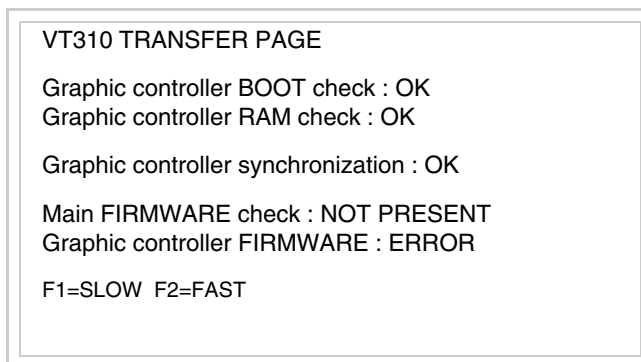 VT310 TRANSFER PAGE
Graphic controller BOOT check : OK
Graphic controller RAM check : OK
Graphic controller synchronization : OK
Main FIRMWARE check : NOT PRESENT
Graphic controller FIRMWARE : ERROR
F1=SLOW F2=FAST